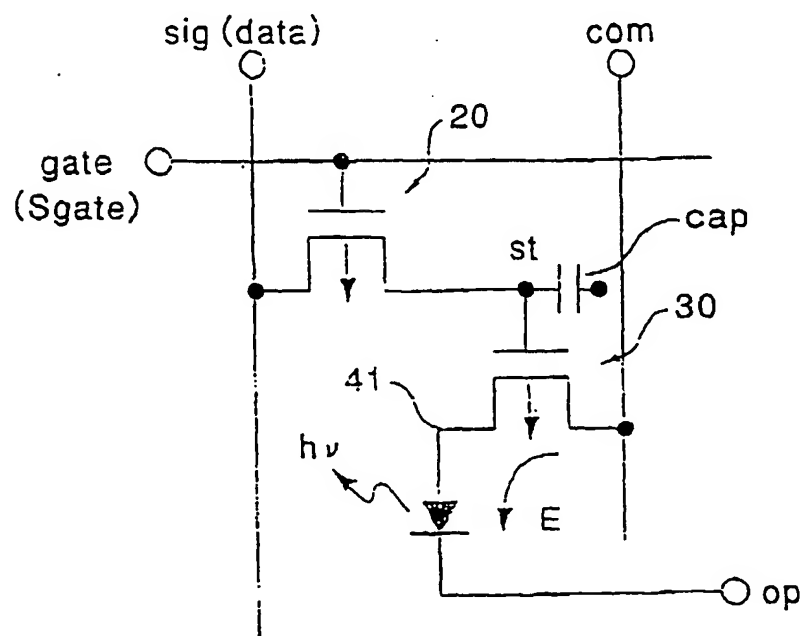 sig (data)
com
20
gate
(Sgate)
cap
st
30
41
hν
E
op